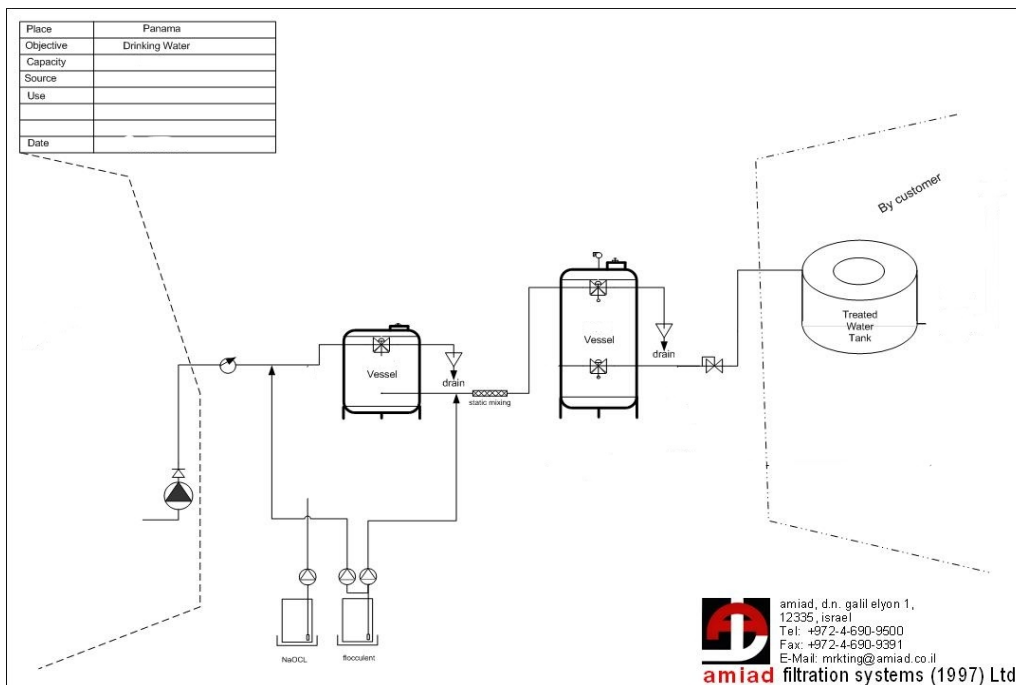 Place Panama
Objective Drinking Water
Capacity
Source
Use
Date
By customer
Treated
Water
Tank
Vessel
drain
Vessel
drain
static mixing
NaOCL
flocculent
amiad, d.n. galil elyon 1,
12335, israel
Tel: +972-4-690-9500
Fax: +972-4-690-9391
E-Mail: mrkting@amiad.co.il
amiad filtration systems (1997) Ltd